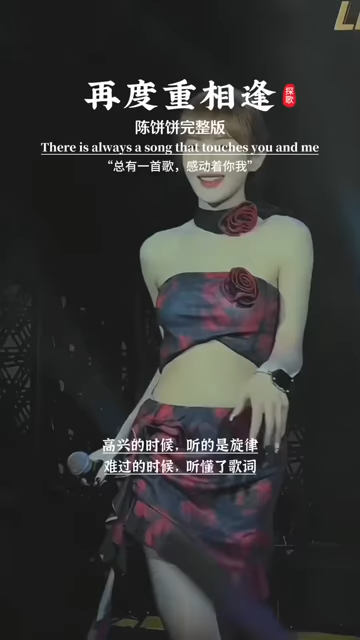 再度重相逢
探歌
陈饼饼完整版
There is always a song that touches you and me
“总有一首歌，感动着你我”
高兴的时候，听的是旋律
难过的时候，听懂了歌词